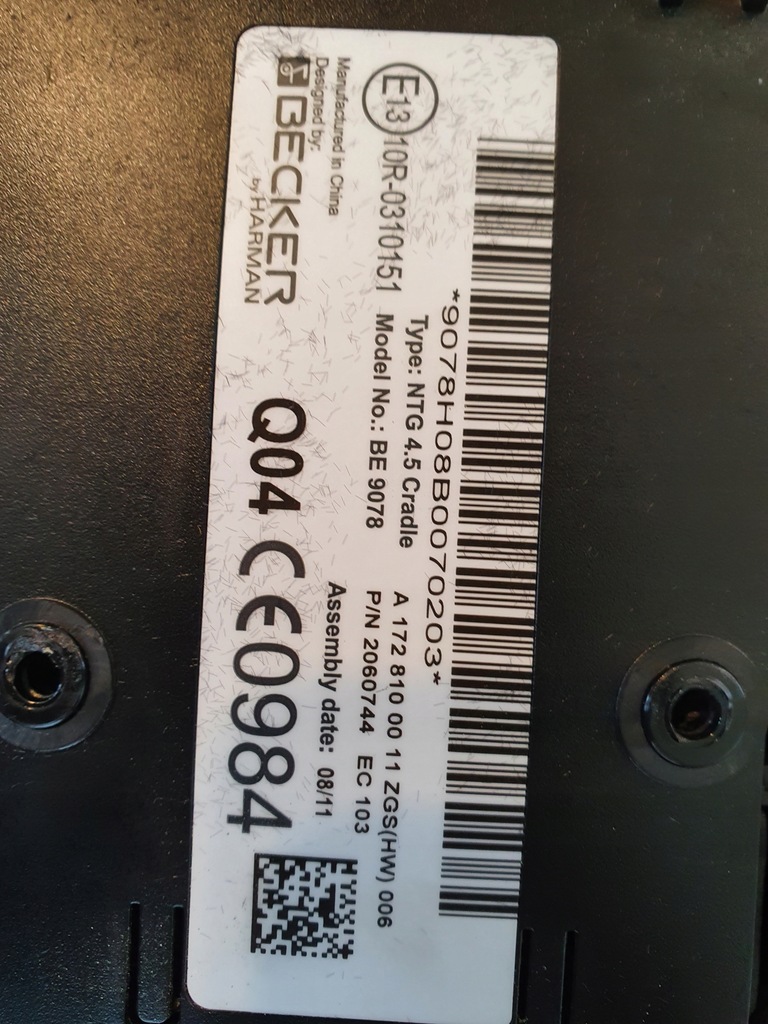 *9078H08B0070203*
E13 10R-0310151
Type: NTG 4.5 Cradle
Model No.: BE 9078
A 172 810 00 11 ZGS(HW) 006
P/N 2060744 EC 103
Manufactured in China
Designed by:
BECKER
by HARMAN
Assembly date: 08/11
Q04 CE0984